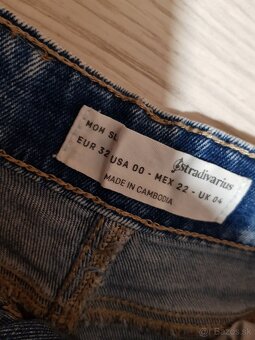 stradivarius
MOM SL
EUR 32 USA 00 - MEX 22 - UK 04
MADE IN CAMBODIA